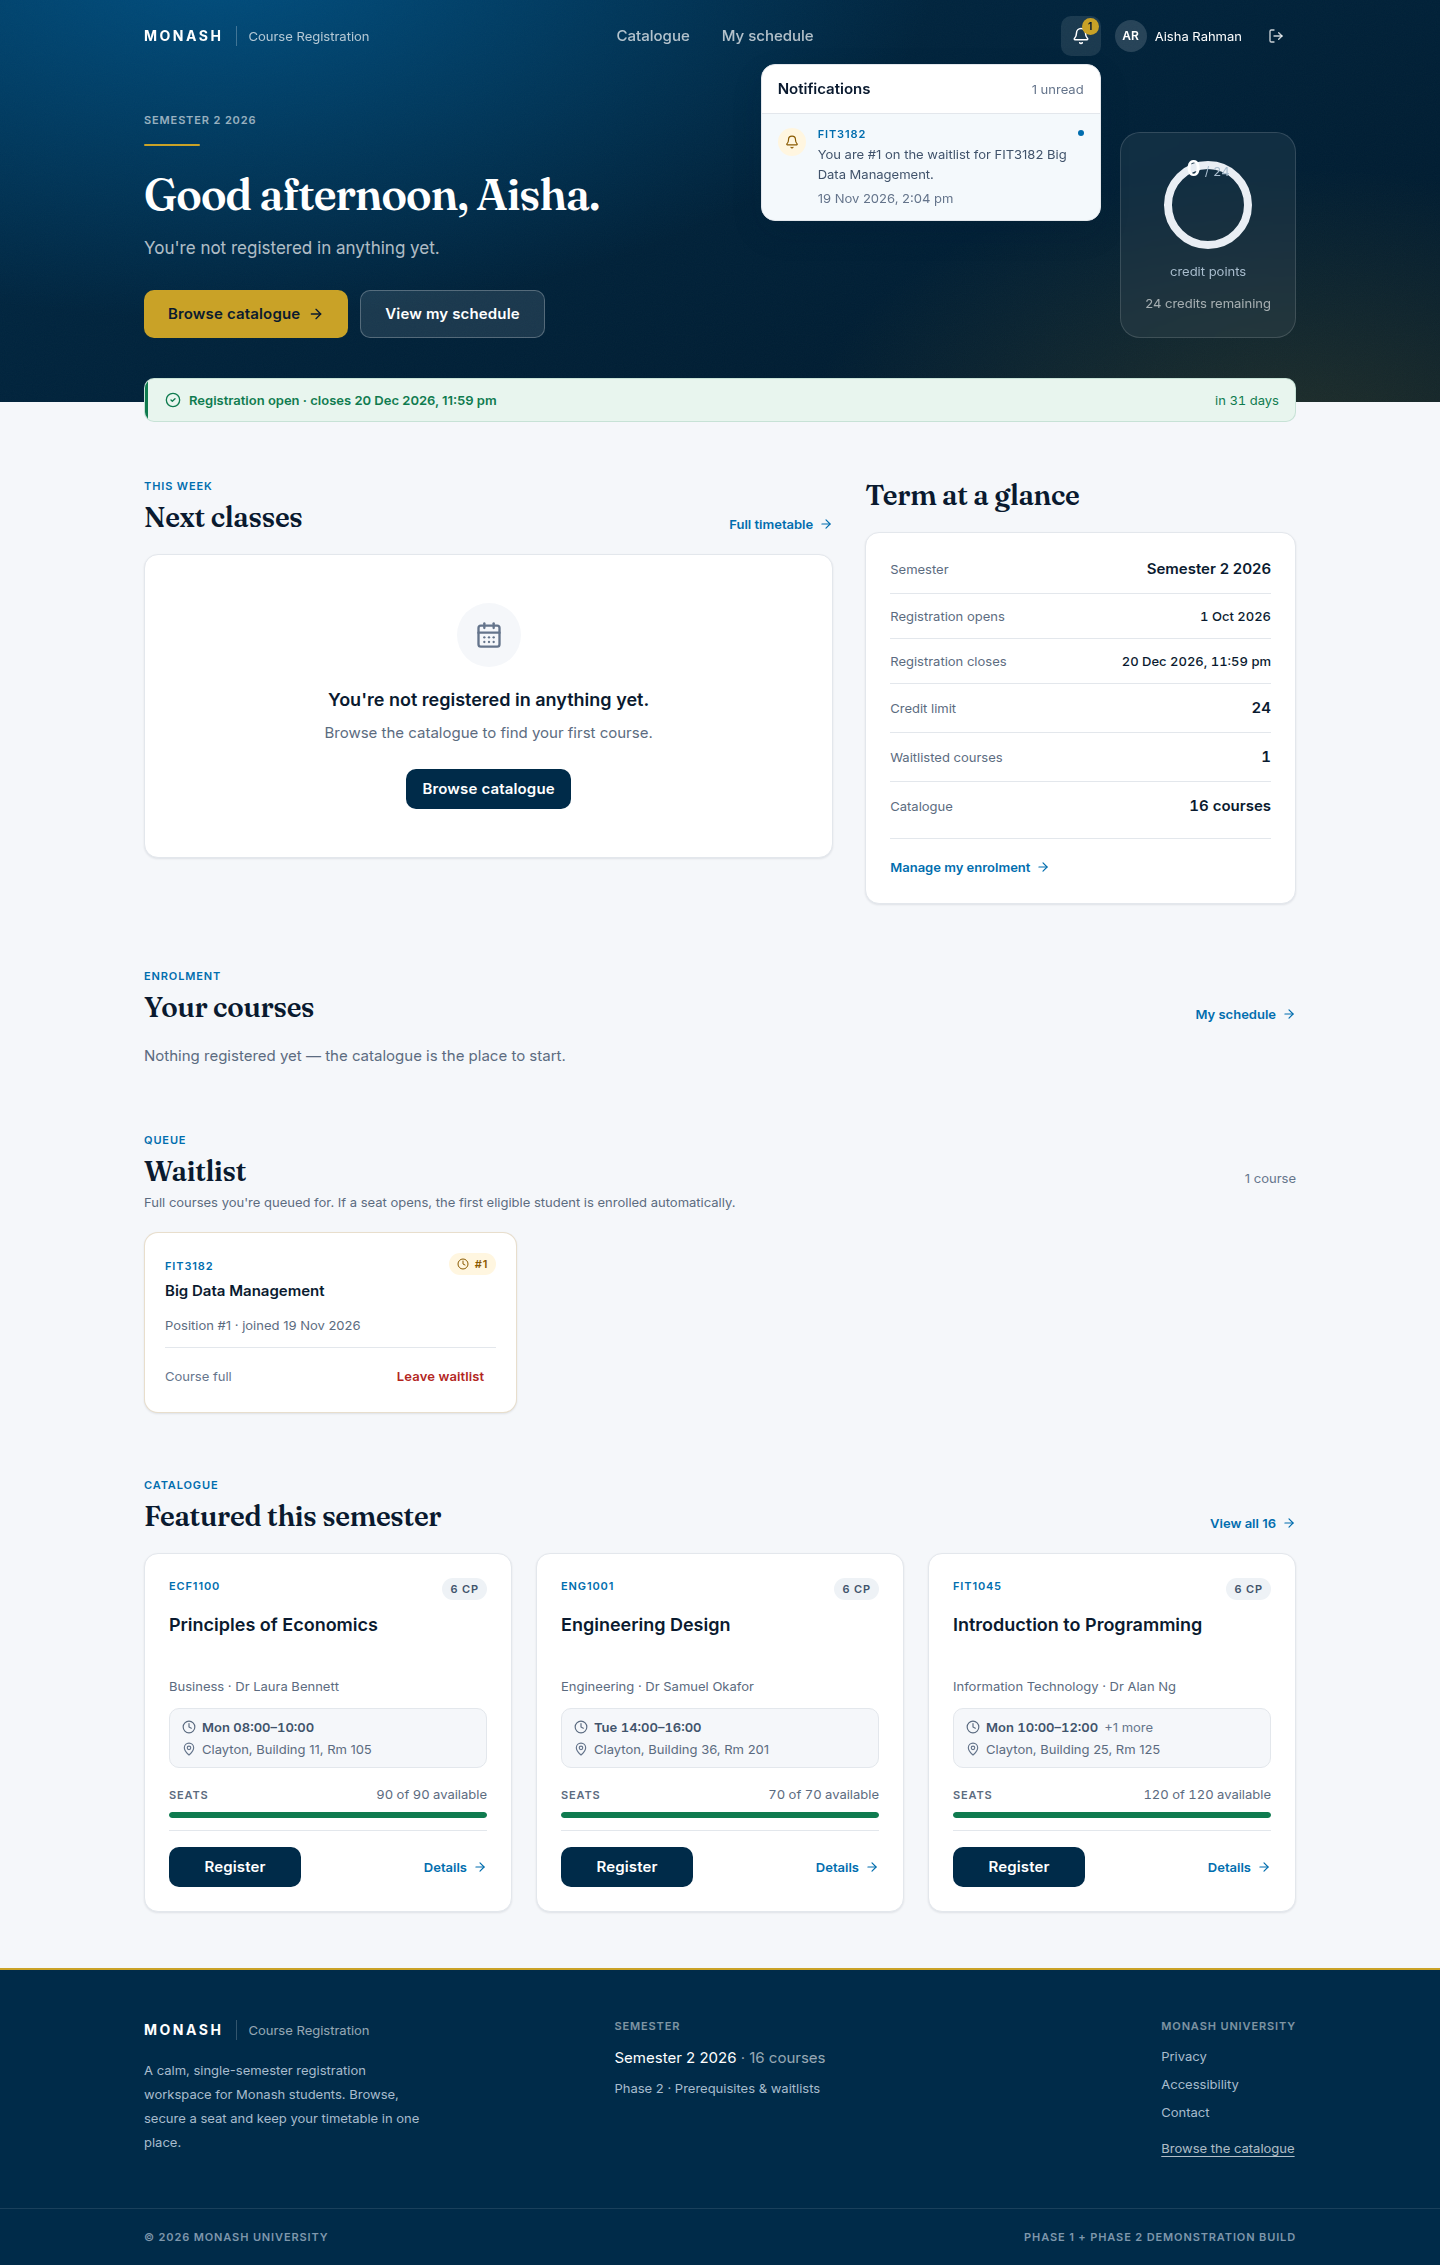 MONASH
Course Registration
Catalogue
My schedule
1
AR
Aisha Rahman
Notifications
1 unread
FIT3182
You are #1 on the waitlist for FIT3182 Big
Data Management.
19 Nov 2026, 2:04 pm
SEMESTER 2 2026
Good afternoon, Aisha.
You're not registered in anything yet.
Browse catalogue
View my schedule
0 / 24
credit points
24 credits remaining
Registration open · closes 20 Dec 2026, 11:59 pm
in 31 days
THIS WEEK
Next classes
Full timetable
You're not registered in anything yet.
Browse the catalogue to find your first course.
Browse catalogue
Term at a glance
Semester
Semester 2 2026
Registration opens
1 Oct 2026
Registration closes
20 Dec 2026, 11:59 pm
Credit limit
24
Waitlisted courses
1
Catalogue
16 courses
Manage my enrolment
ENROLMENT
Your courses
My schedule
Nothing registered yet — the catalogue is the place to start.
QUEUE
Waitlist
1 course
Full courses you're queued for. If a seat opens, the first eligible student is enrolled automatically.
FIT3182
#1
Big Data Management
Position #1 · joined 19 Nov 2026
Course full
Leave waitlist
CATALOGUE
Featured this semester
View all 16
ECF1100
6 CP
Principles of Economics
Business · Dr Laura Bennett
Mon 08:00–10:00
Clayton, Building 11, Rm 105
SEATS
90 of 90 available
Register
Details
ENG1001
6 CP
Engineering Design
Engineering · Dr Samuel Okafor
Tue 14:00–16:00
Clayton, Building 36, Rm 201
SEATS
70 of 70 available
Register
Details
FIT1045
6 CP
Introduction to Programming
Information Technology · Dr Alan Ng
Mon 10:00–12:00 +1 more
Clayton, Building 25, Rm 125
SEATS
120 of 120 available
Register
Details
MONASH
Course Registration
A calm, single-semester registration
workspace for Monash students. Browse,
secure a seat and keep your timetable in one
place.
SEMESTER
Semester 2 2026 · 16 courses
Phase 2 · Prerequisites & waitlists
MONASH UNIVERSITY
Privacy
Accessibility
Contact
Browse the catalogue
© 2026 MONASH UNIVERSITY
PHASE 1 + PHASE 2 DEMONSTRATION BUILD